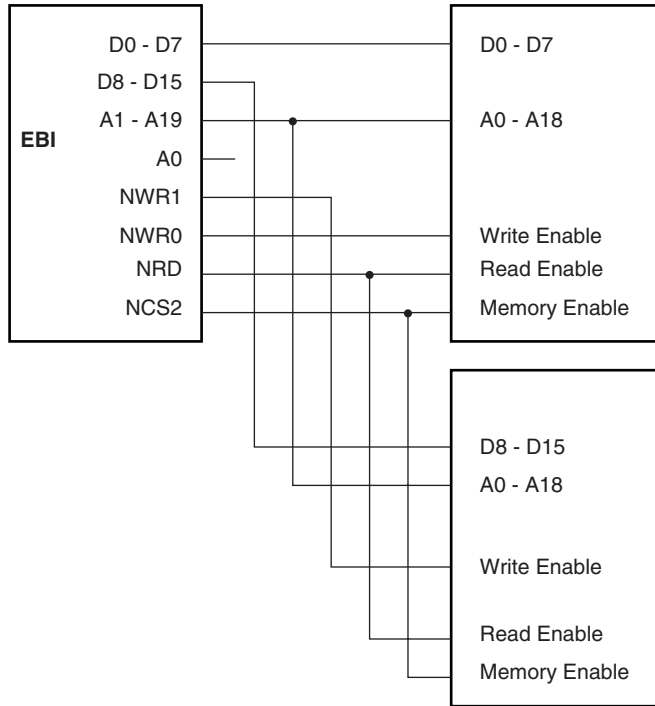 EBI
D0 - D7
D8 - D15
A1 - A19
A0
NWR1
NWR0
NRD
NCS2
D0 - D7
A0 - A18
Write Enable
Read Enable
Memory Enable
D8 - D15
A0 - A18
Write Enable
Read Enable
Memory Enable